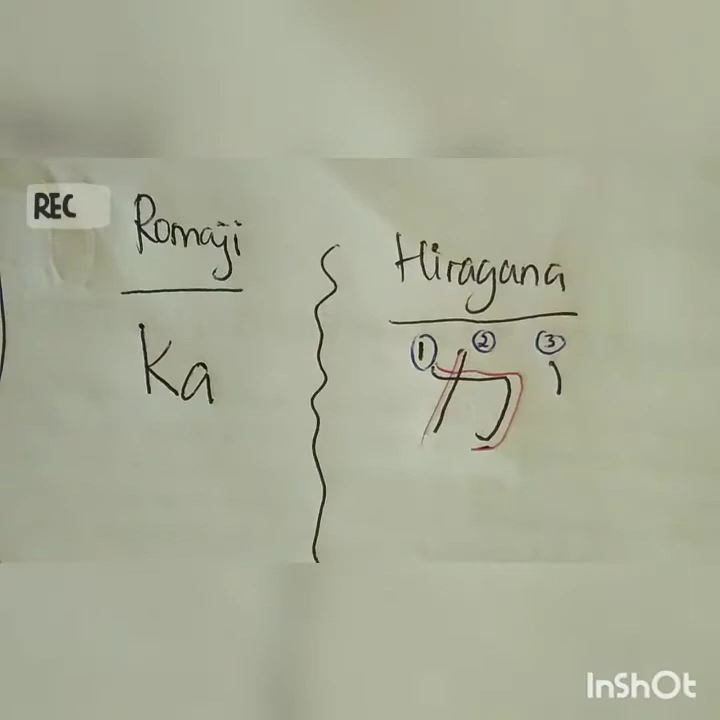 REC
Romaji
Hiragana
Ka
1 2 3
か
InShOt